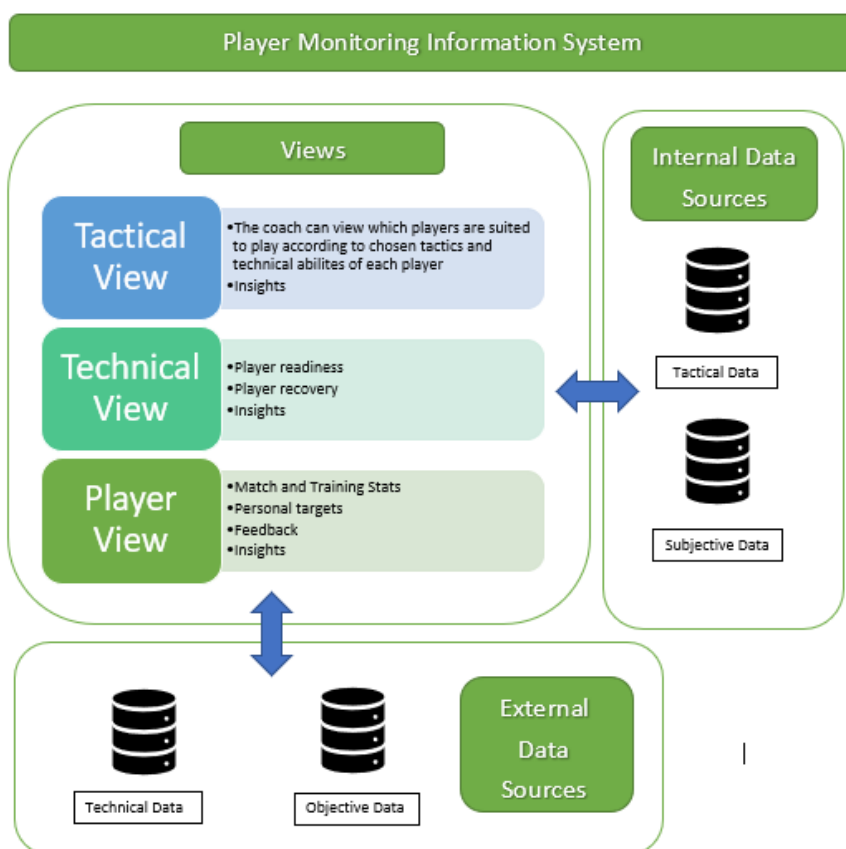 Player Monitoring Information System
Views
Internal Data
Sources
Tactical
View
•The coach can view which players are suited
to play according to chosen tactics and
technical abilites of each player
•Insights
Technical
View
•Player readiness
•Player recovery
•Insights
Player
View
•Match and Training Stats
•Personal targets
•Feedback
•Insights
Tactical Data
Subjective Data
Technical Data
Objective Data
External
Data
Sources